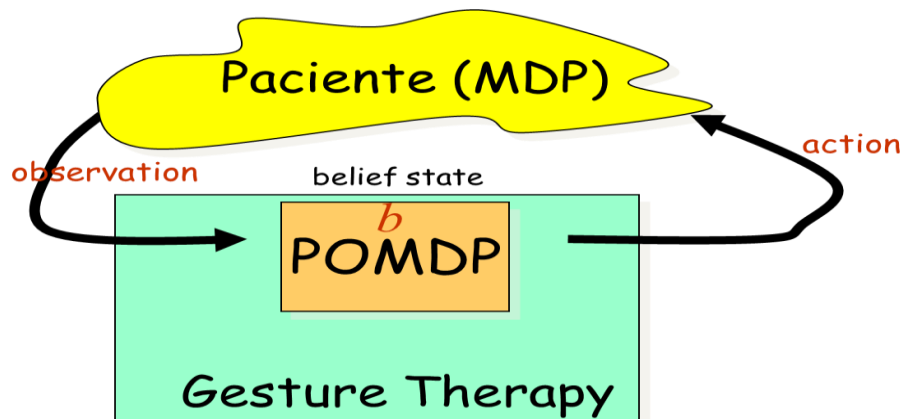 Paciente (MDP)
action
observation
belief state
b
POMDP
Gesture Therapy